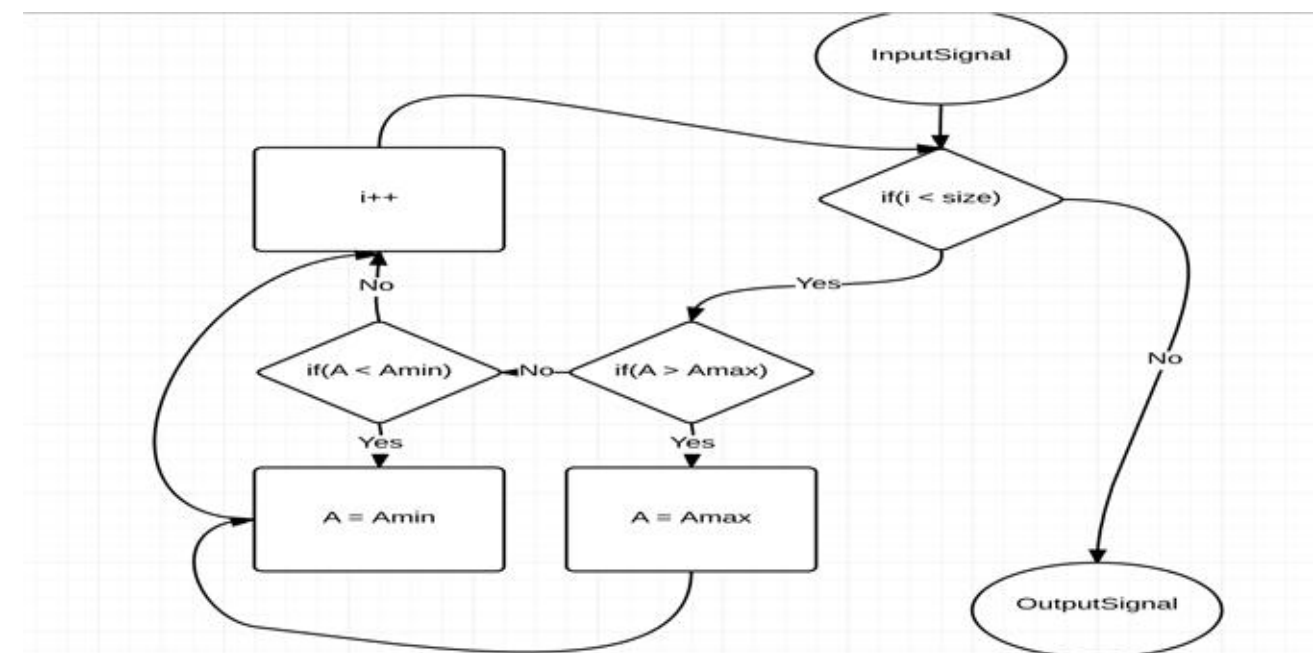 InputSignal
i++
if(i < size)
No
Yes
No
if(A < Amin)
No
if(A > Amax)
Yes
Yes
A = Amin
A = Amax
OutputSignal